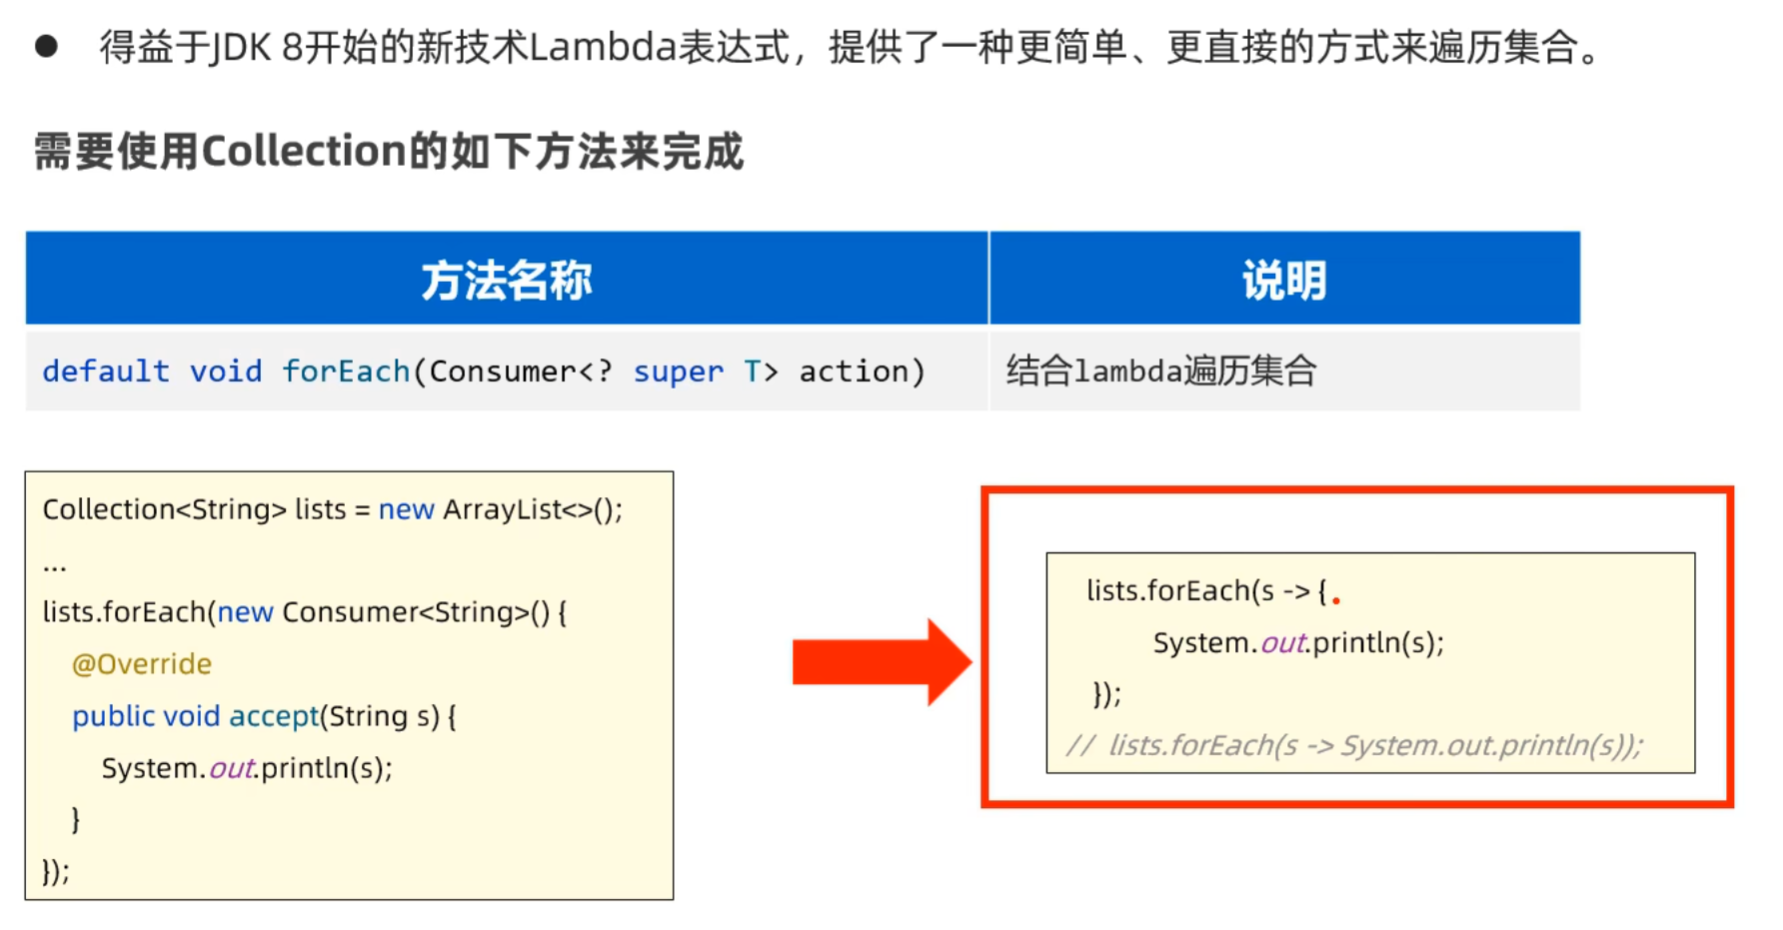 ● 得益于JDK 8开始的新技术Lambda表达式，提供了一种更简单、更直接的方式来遍历集合。
需要使用Collection的如下方法来完成
方法名称 说明
default void forEach(Consumer<? super T> action) 结合lambda遍历集合
Collection<String> lists = new ArrayList<>();
...
lists.forEach(new Consumer<String>() {
@Override
public void accept(String s) {
System.out.println(s);
}
});
lists.forEach(s -> {
System.out.println(s);
});
// lists.forEach(s -> System.out.println(s));